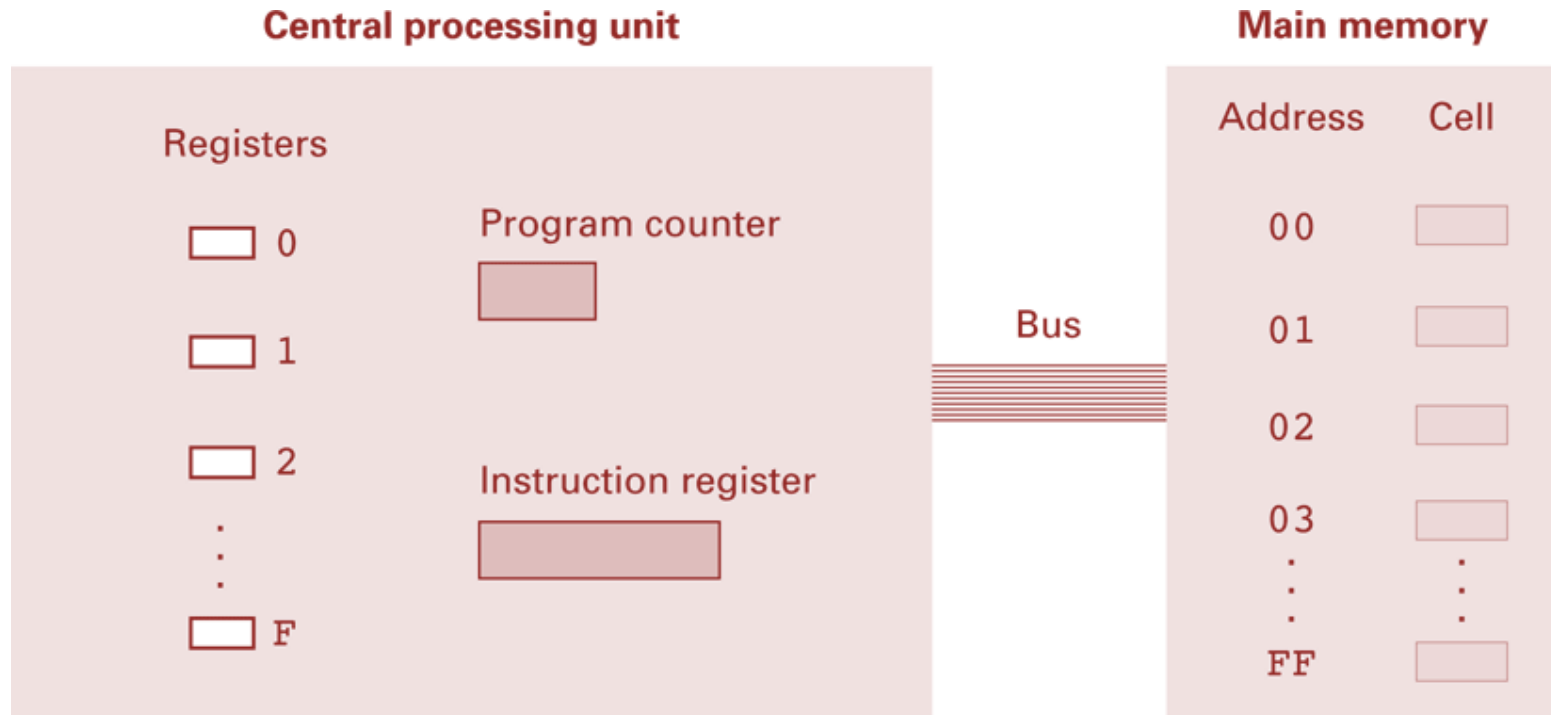 Central processing unit
Registers
0
1
2
F
Program counter
Instruction register
Bus
Main memory
Address Cell
00
01
02
03
FF